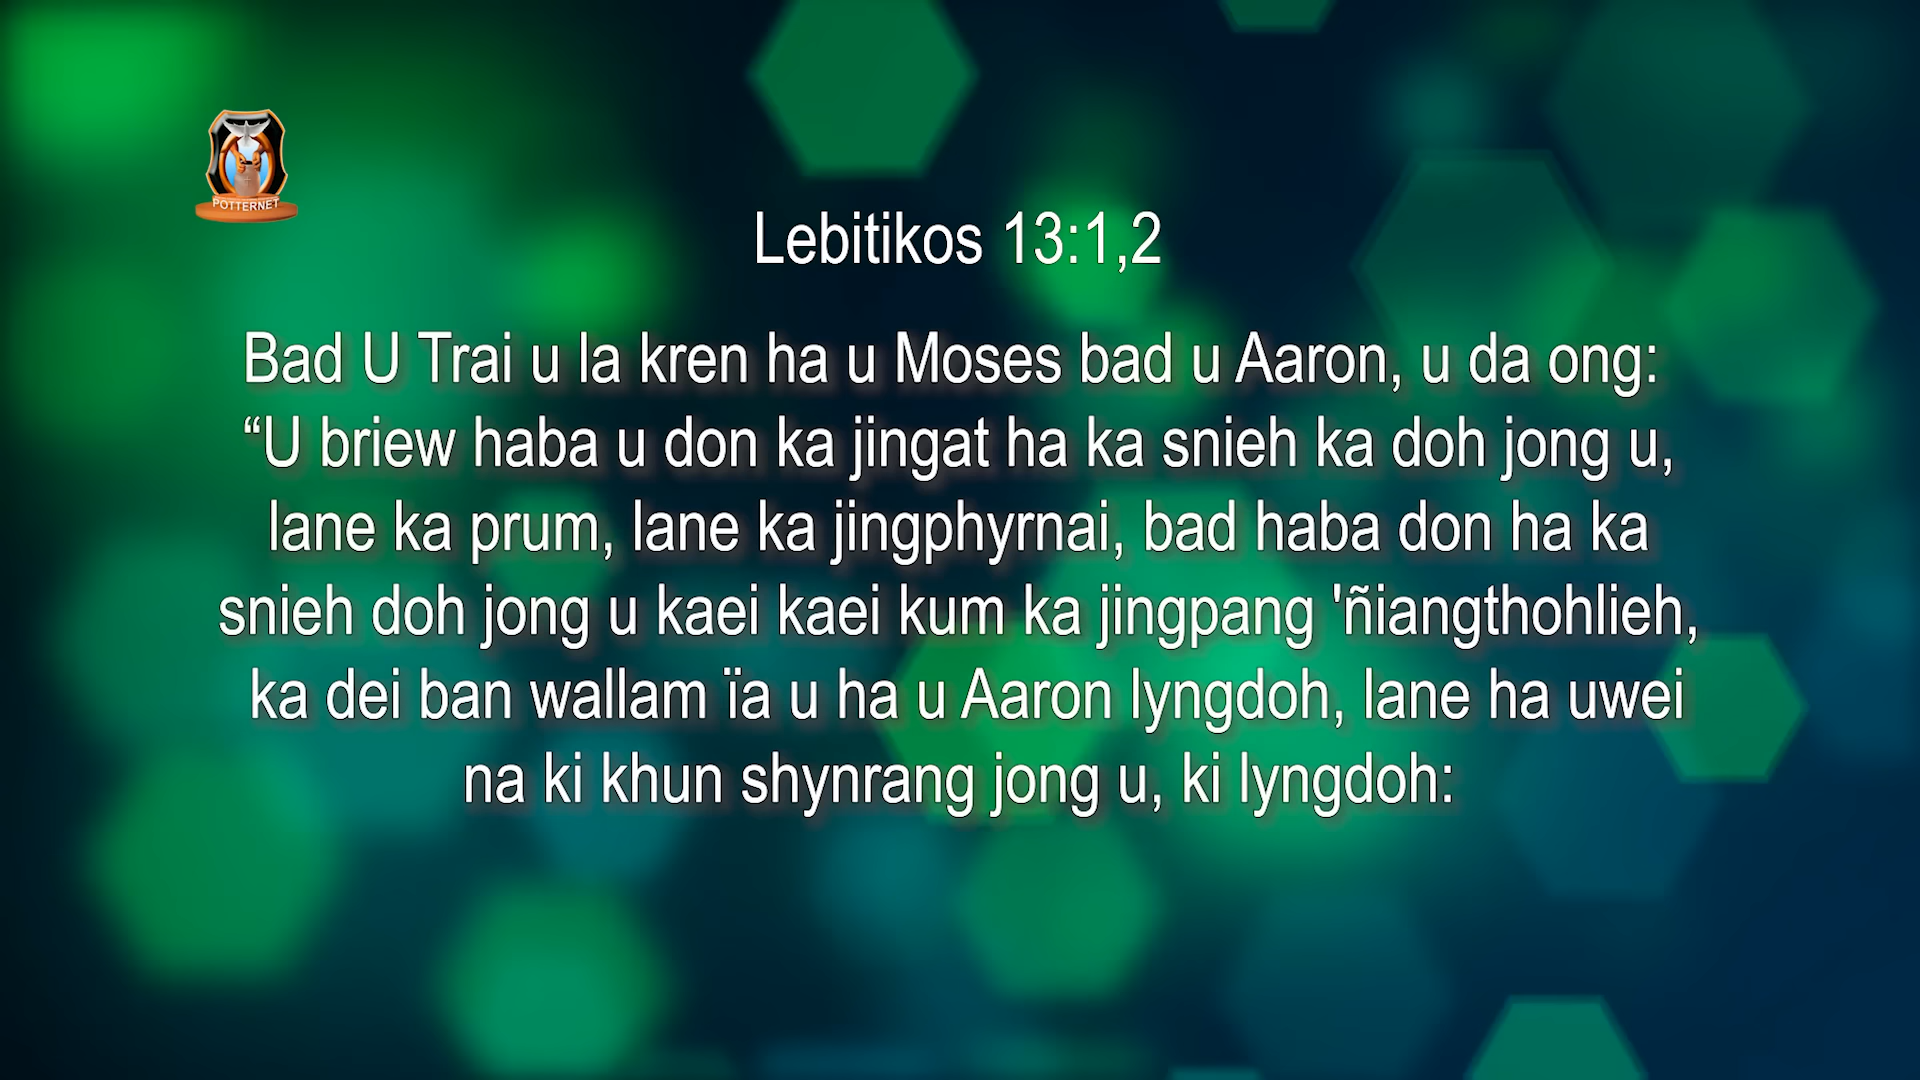 POTTERNET
Lebitikos 13:1,2
Bad U Trai u la kren ha u Moses bad u Aaron, u da ong:
“U briew haba u don ka jingat ha ka snieh ka doh jong u,
lane ka prum, lane ka jingphyrnai, bad haba don ha ka
snieh doh jong u kaei kaei kum ka jingpang 'ñiangthohlieh,
ka dei ban wallam ïa u ha u Aaron lyngdoh, lane ha uwei
na ki khun shynrang jong u, ki lyngdoh: